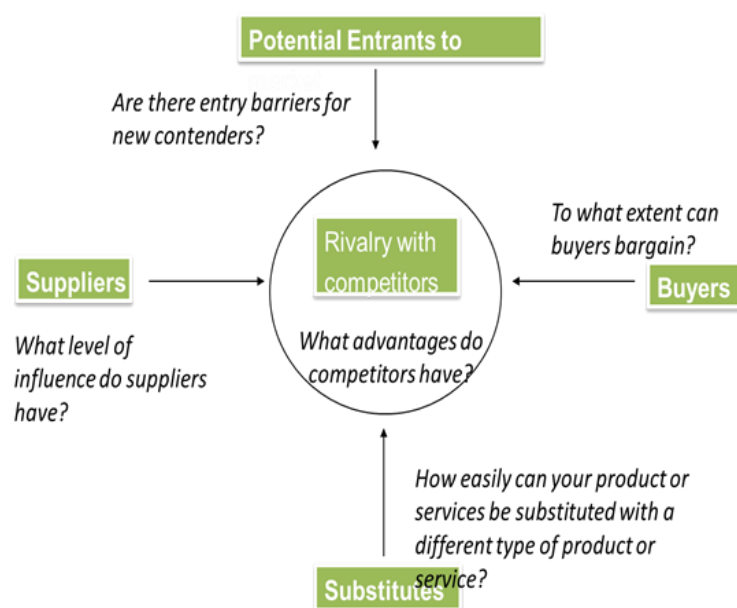 Potential Entrants to
Are there entry barriers for
new contenders?
To what extent can
buyers bargain?
Rivalry with
competitors
Suppliers
Buyers
What level of
influence do suppliers
have?
What advantages do
competitors have?
How easily can your product or
services be substituted with a
different type of product or
service?
Substitutes